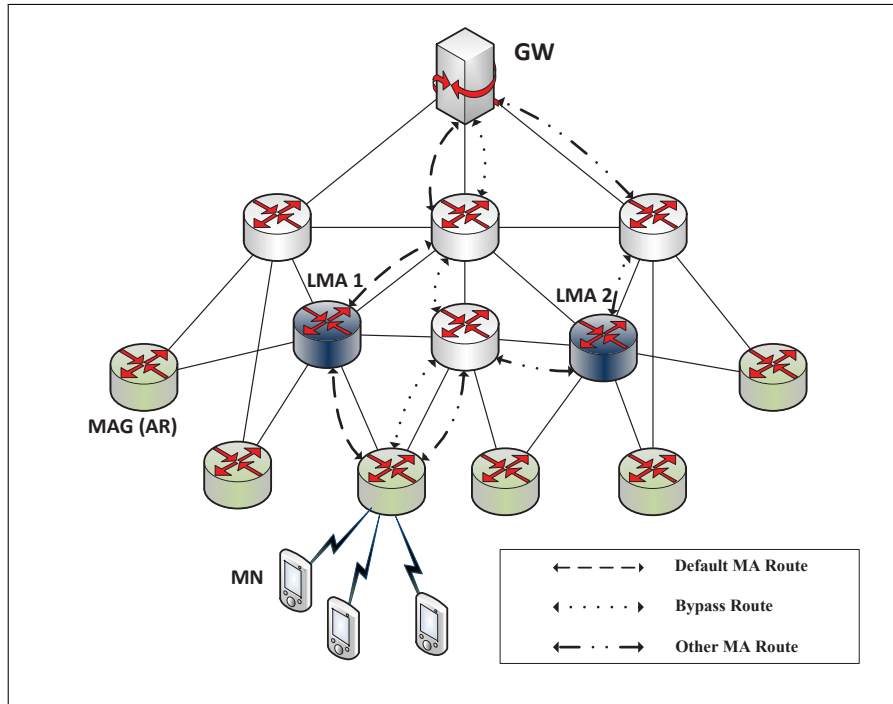 GW
LMA 1
LMA 2
MAG (AR)
MN
Default MA Route
Bypass Route
Other MA Route